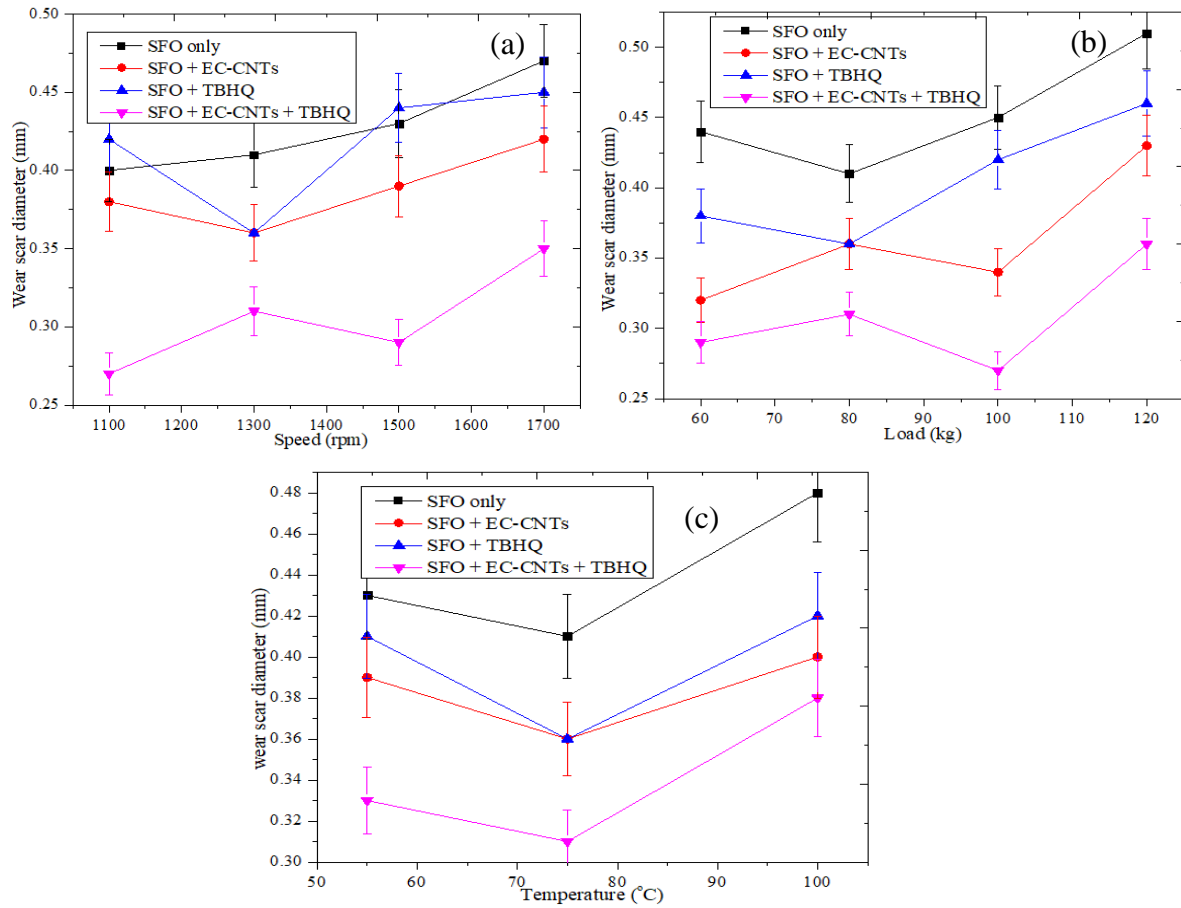 (a)
SFO only
SFO + EC-CNTs
SFO + TBHQ
SFO + EC-CNTs + TBHQ
Wear scar diameter (mm)
0.50
0.45
0.40
0.35
0.30
0.25
1100 1200 1300 1400 1500 1600 1700
Speed (rpm)
(b)
SFO only
SFO + EC-CNTs
SFO + TBHQ
SFO + EC-CNTs + TBHQ
Wear scar diameter (mm)
0.50
0.45
0.40
0.35
0.30
0.25
60 70 80 90 100 110 120
Load (kg)
(c)
SFO only
SFO + EC-CNTs
SFO + TBHQ
SFO + EC-CNTs + TBHQ
wear scar diameter (mm)
0.48
0.46
0.44
0.42
0.40
0.38
0.36
0.34
0.32
0.30
50 60 70 80 90 100
Temperature (°C)